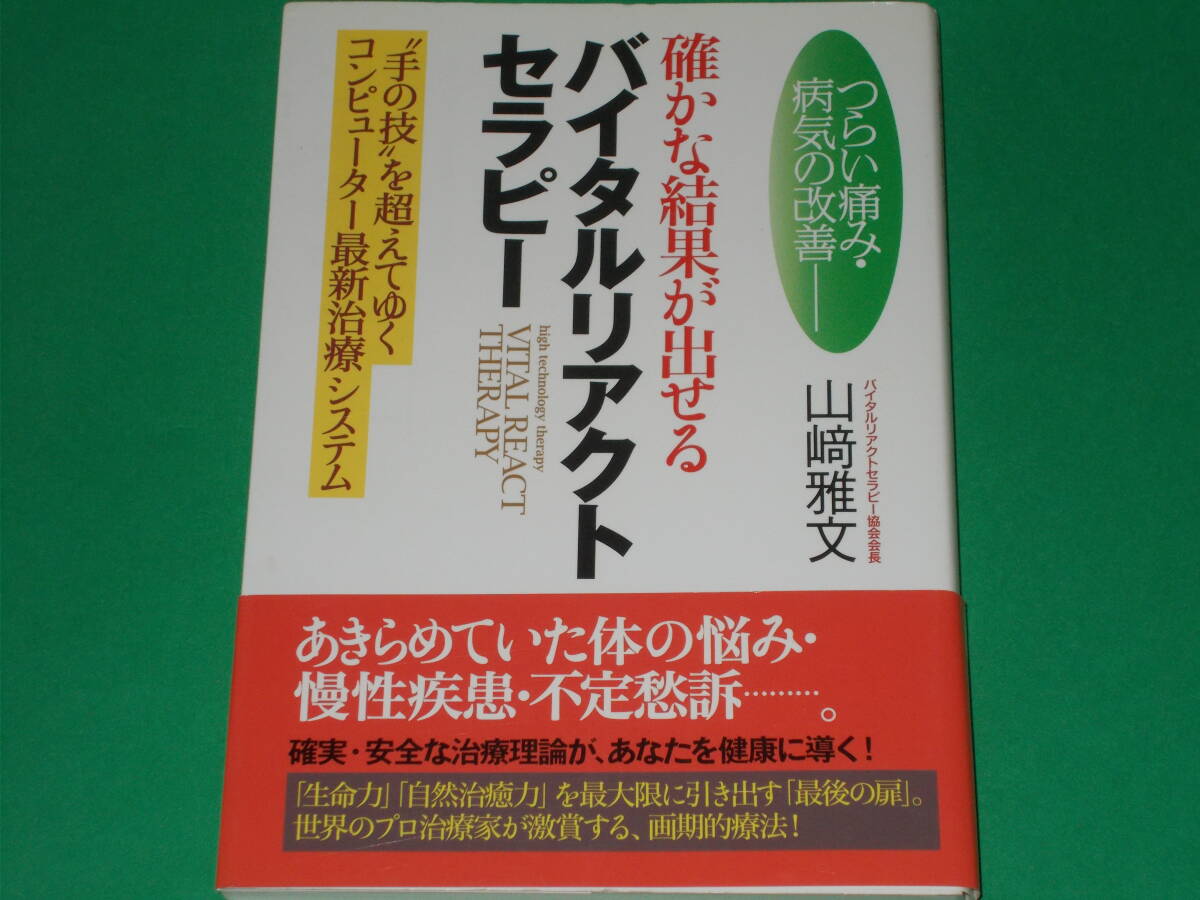 つらい痛み・
病気の改善――
確かな結果が出せる
バイタルリアクト
セラピー
high technology therapy
VITAL REACT
THERAPY
“手の技”を超えてゆく
コンピューター最新治療システム
バイタルリアクトセラピー協会会長
山﨑雅文
あきらめていた体の悩み・
慢性疾患・不定愁訴………。
確実・安全な治療理論が、あなたを健康に導く！
「生命力」「自然治癒力」を最大限に引き出す「最後の扉」。
世界のプロ治療家が激賞する、画期的療法！